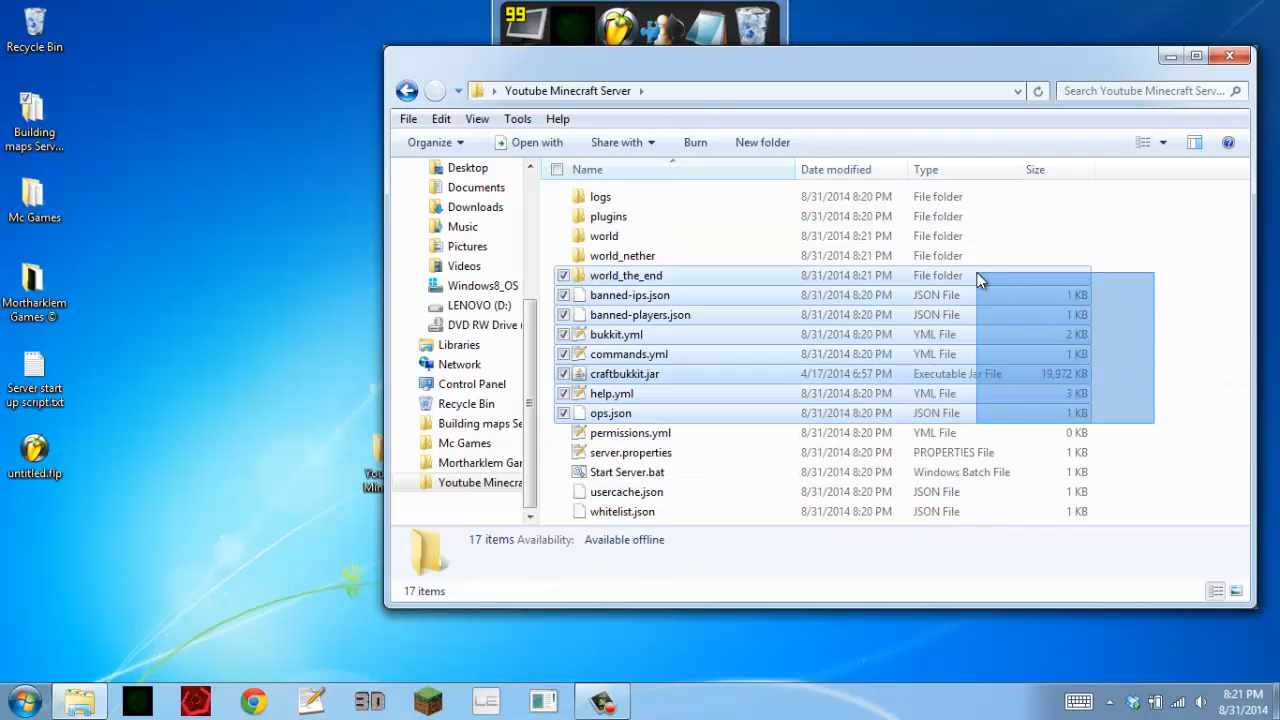 99
Recycle Bin
Building maps Serv...
Mc Games
Mortharklem Games ©
Server start up script.txt
untitled.flp
Youtube Minecraft Server
Search Youtube Minecraft Serv...
File Edit View Tools Help
Organize Open with Share with Burn New folder
Name Date modified Type Size
Desktop
Documents
Downloads
Music
Pictures
Videos
Windows8_OS
LENOVO (D:)
DVD RW Drive (
Libraries
Network
Control Panel
Recycle Bin
Building maps Se
Mc Games
Mortharklem Gar
Youtube Minecra
logs 8/31/2014 8:20 PM File folder
plugins 8/31/2014 8:20 PM File folder
world 8/31/2014 8:21 PM File folder
world_nether 8/31/2014 8:21 PM File folder
world_the_end 8/31/2014 8:21 PM File folder
banned-ips.json 8/31/2014 8:20 PM JSON File 1 KB
banned-players.json 8/31/2014 8:20 PM JSON File 1 KB
bukkit.yml 8/31/2014 8:20 PM YML File 2 KB
commands.yml 8/31/2014 8:20 PM YML File 1 KB
craftbukkit.jar 4/17/2014 6:57 PM Executable Jar File 19,972 KB
help.yml 8/31/2014 8:20 PM YML File 3 KB
ops.json 8/31/2014 8:20 PM JSON File 1 KB
permissions.yml 8/31/2014 8:20 PM YML File 0 KB
server.properties 8/31/2014 8:20 PM PROPERTIES File 1 KB
Start Server.bat 8/31/2014 8:20 PM Windows Batch File 1 KB
usercache.json 8/31/2014 8:20 PM JSON File 1 KB
whitelist.json 8/31/2014 8:20 PM JSON File 1 KB
17 items Availability: Available offline
17 items
3D
LE
8:21 PM
8/31/2014